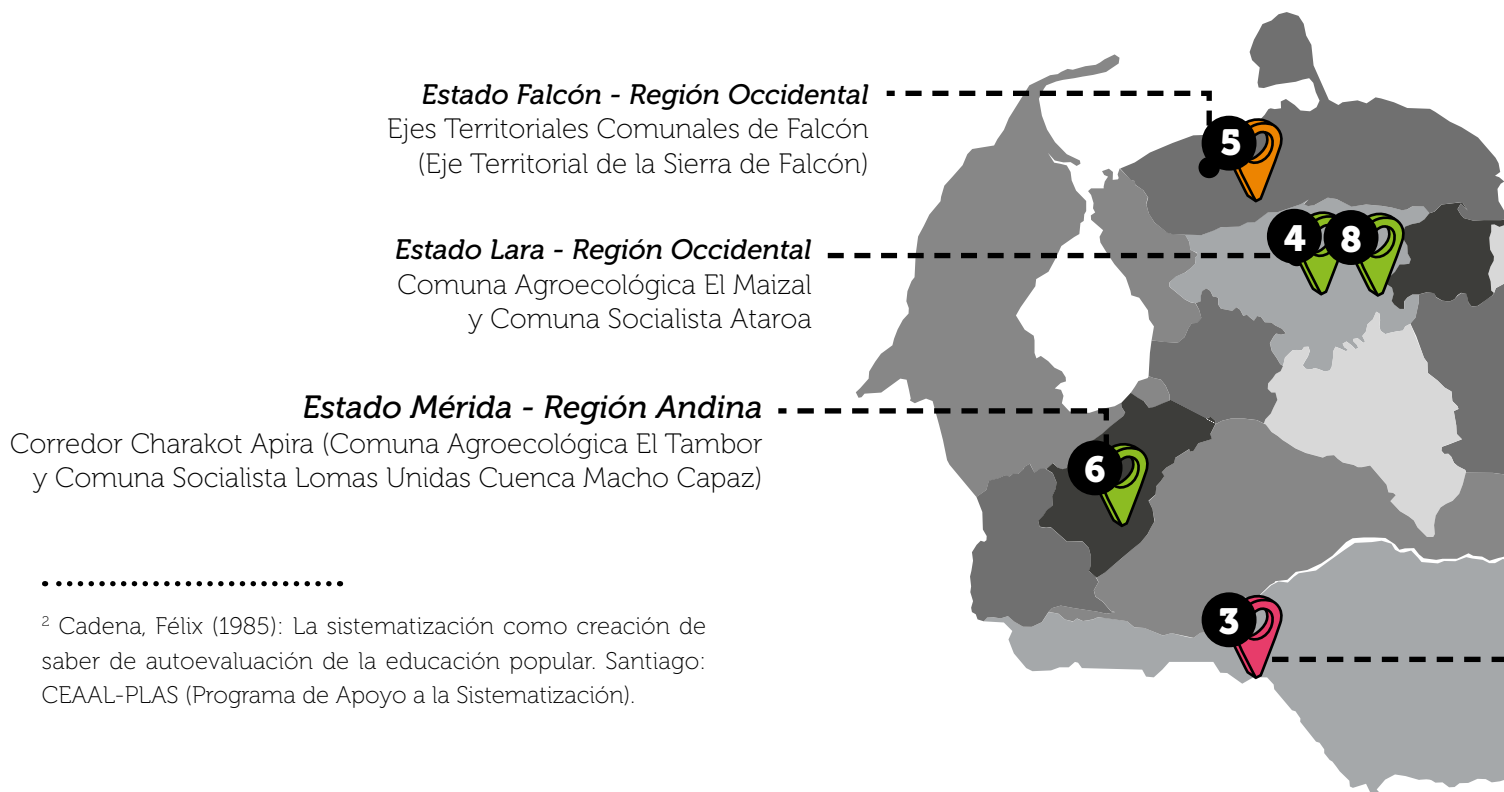 Estado Falcón - Región Occidental
Ejes Territoriales Comunales de Falcón
(Eje Territorial de la Sierra de Falcón)
5
Estado Lara - Región Occidental
Comuna Agroecológica El Maizal
y Comuna Socialista Ataroa
4
8
Estado Mérida - Región Andina
Corredor Charakot Apira (Comuna Agroecológica El Tambor
y Comuna Socialista Lomas Unidas Cuenca Macho Capaz)
6
3
² Cadena, Félix (1985): La sistematización como creación de
saber de autoevaluación de la educación popular. Santiago:
CEAAL-PLAS (Programa de Apoyo a la Sistematización).